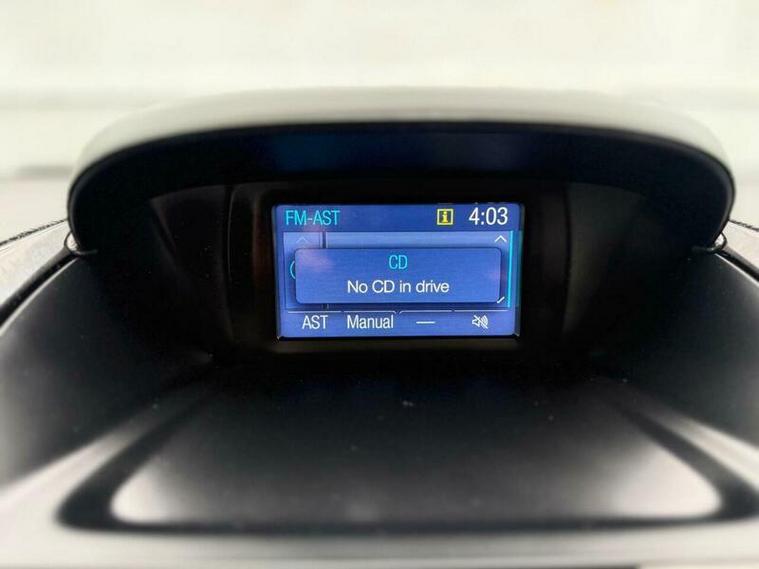 FM-AST i 4:03
CD
No CD in drive
AST Manual —